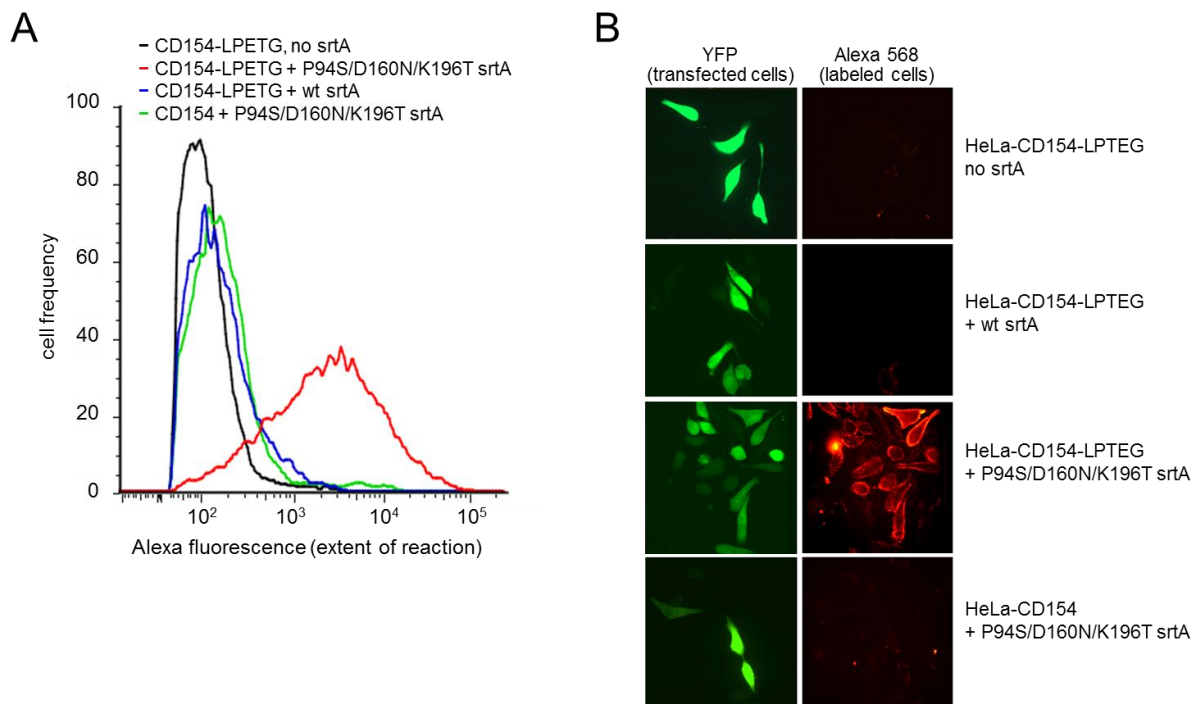 A
CD154-LPETG, no srtA
CD154-LPETG + P94S/D160N/K196T srtA
CD154-LPETG + wt srtA
CD154 + P94S/D160N/K196T srtA
100
80
60
40
20
0
cell frequency
10²
10³
10⁴
10⁵
Alexa fluorescence (extent of reaction)
B
YFP
(transfected cells)
Alexa 568
(labeled cells)
HeLa-CD154-LPTEG
no srtA
HeLa-CD154-LPTEG
+ wt srtA
HeLa-CD154-LPTEG
+ P94S/D160N/K196T srtA
HeLa-CD154
+ P94S/D160N/K196T srtA